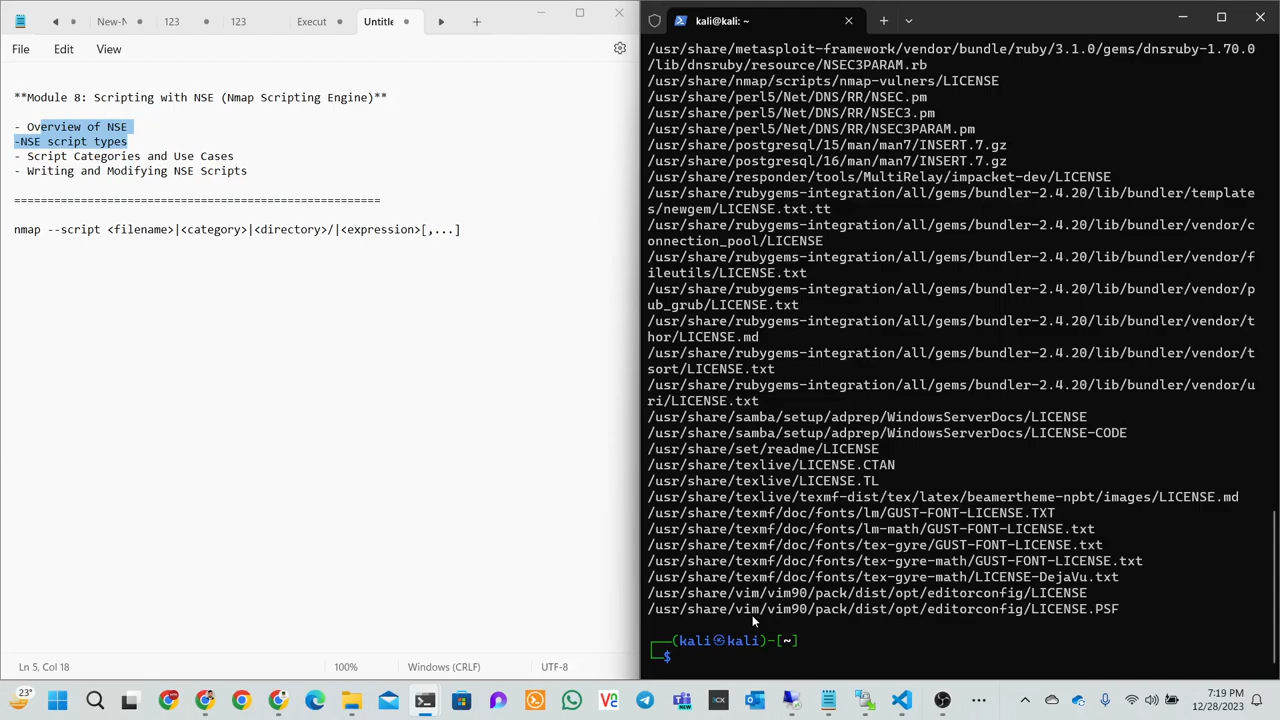 New-N
123
123
Execut
Untitle
File
Edit
View
**Module 8: Scripting with NSE (Nmap Scripting Engine)**
- Overview of NSE
-NSE script types
- Script Categories and Use Cases
- Writing and Modifying NSE Scripts
=======================================================
nmap --script <filename>|<category>|<directory>/|<expression>[,...]
Ln 5, Col 18
100%
Windows (CRLF)
UTF-8
kali@kali: ~
/usr/share/metasploit-framework/vendor/bundle/ruby/3.1.0/gems/dnsruby-1.70.0
/lib/dnsruby/resource/NSEC3PARAM.rb
/usr/share/nmap/scripts/nmap-vulners/LICENSE
/usr/share/perl5/Net/DNS/RR/NSEC.pm
/usr/share/perl5/Net/DNS/RR/NSEC3.pm
/usr/share/perl5/Net/DNS/RR/NSEC3PARAM.pm
/usr/share/postgresql/15/man/man7/INSERT.7.gz
/usr/share/postgresql/16/man/man7/INSERT.7.gz
/usr/share/responder/tools/MultiRelay/impacket-dev/LICENSE
/usr/share/rubygems-integration/all/gems/bundler-2.4.20/lib/bundler/template
s/newgem/LICENSE.txt.tt
/usr/share/rubygems-integration/all/gems/bundler-2.4.20/lib/bundler/vendor/c
onnection_pool/LICENSE
/usr/share/rubygems-integration/all/gems/bundler-2.4.20/lib/bundler/vendor/f
ileutils/LICENSE.txt
/usr/share/rubygems-integration/all/gems/bundler-2.4.20/lib/bundler/vendor/p
ub_grub/LICENSE.txt
/usr/share/rubygems-integration/all/gems/bundler-2.4.20/lib/bundler/vendor/t
hor/LICENSE.md
/usr/share/rubygems-integration/all/gems/bundler-2.4.20/lib/bundler/vendor/t
sort/LICENSE.txt
/usr/share/rubygems-integration/all/gems/bundler-2.4.20/lib/bundler/vendor/u
ri/LICENSE.txt
/usr/share/samba/setup/adprep/WindowsServerDocs/LICENSE
/usr/share/samba/setup/adprep/WindowsServerDocs/LICENSE-CODE
/usr/share/set/readme/LICENSE
/usr/share/texlive/LICENSE.CTAN
/usr/share/texlive/LICENSE.TL
/usr/share/texlive/texmf-dist/tex/latex/beamertheme-npbt/images/LICENSE.md
/usr/share/texmf/doc/fonts/lm/GUST-FONT-LICENSE.TXT
/usr/share/texmf/doc/fonts/lm-math/GUST-FONT-LICENSE.txt
/usr/share/texmf/doc/fonts/tex-gyre/GUST-FONT-LICENSE.txt
/usr/share/texmf/doc/fonts/tex-gyre-math/GUST-FONT-LICENSE.txt
/usr/share/texmf/doc/fonts/tex-gyre-math/LICENSE-DejaVu.txt
/usr/share/vim/vim90/pack/dist/opt/editorconfig/LICENSE
/usr/share/vim/vim90/pack/dist/opt/editorconfig/LICENSE.PSF
┌──(kali㉿kali)-[~]
└─$
23°
7:19 PM
12/28/2023